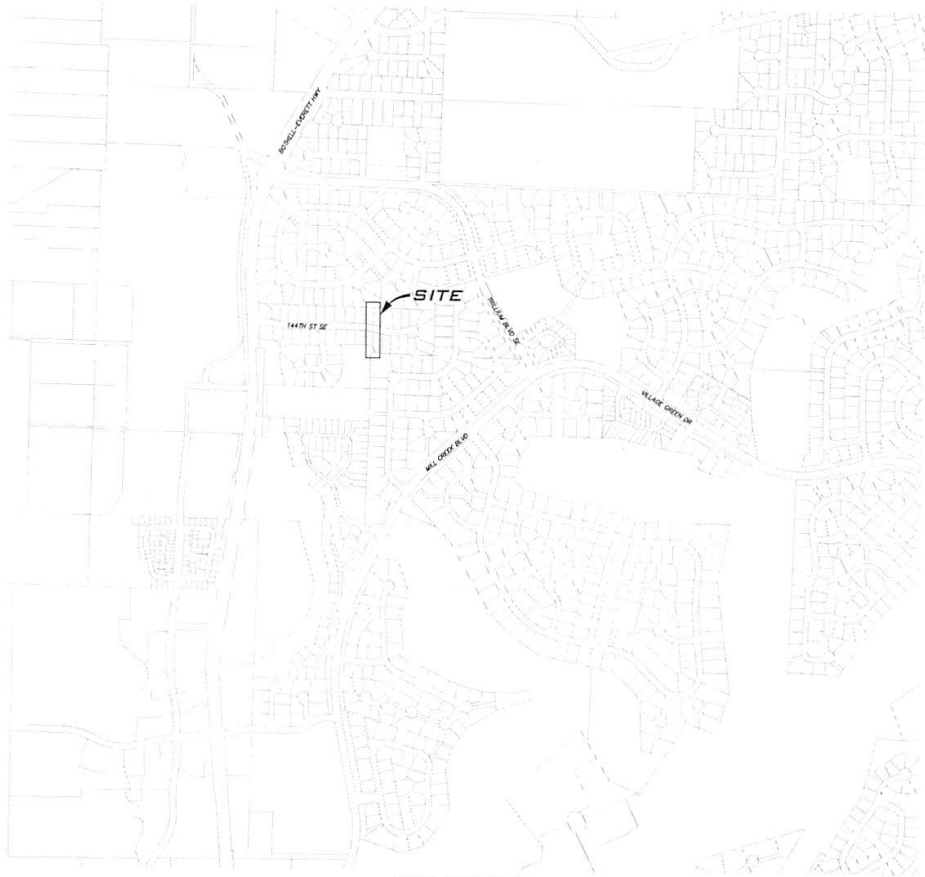 BOTHELL-EVERETT HWY
SITE
144TH ST SE
TRILLIUM BLVD SE
VILLAGE GREEN DR
MILL CREEK BLVD